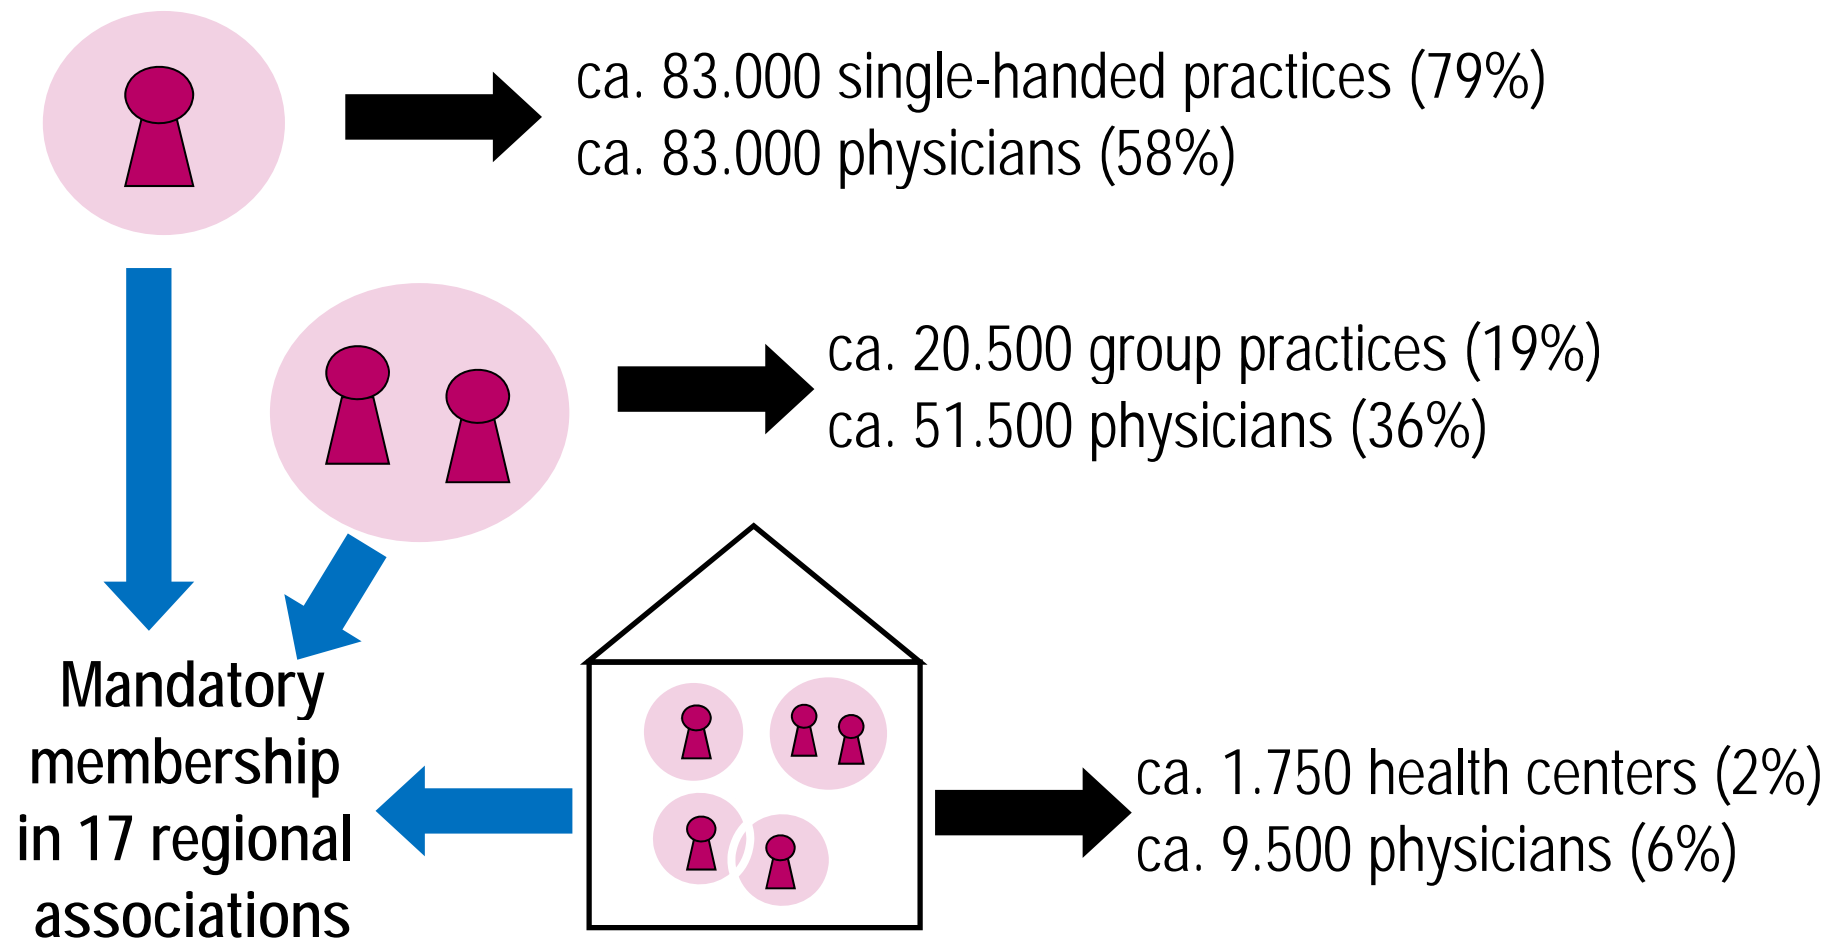 ca. 83.000 single-handed practices (79%)
ca. 83.000 physicians (58%)
ca. 20.500 group practices (19%)
ca. 51.500 physicians (36%)
Mandatory
membership
in 17 regional
associations
ca. 1.750 health centers (2%)
ca. 9.500 physicians (6%)